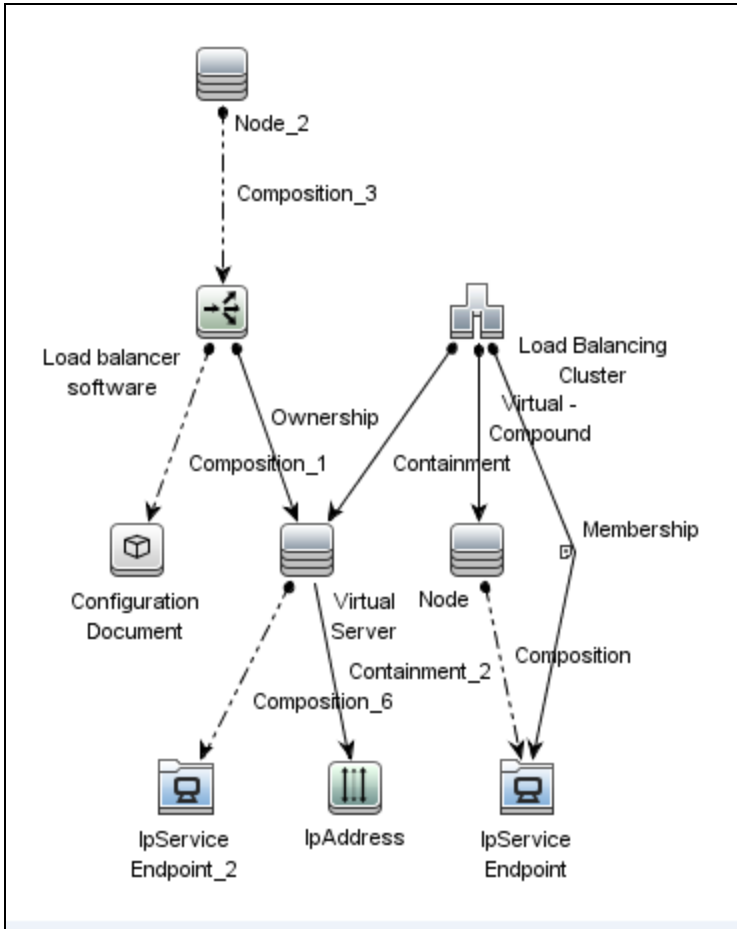 Node_2
Composition_3
Load balancer
software
Load Balancing
Cluster
Virtual -
Compound
Ownership
Composition_1
Containment
Membership
Configuration
Document
Virtual
Server
Node
Containment_2
Composition
Composition_6
IpService
Endpoint_2
IpAddress
IpService
Endpoint